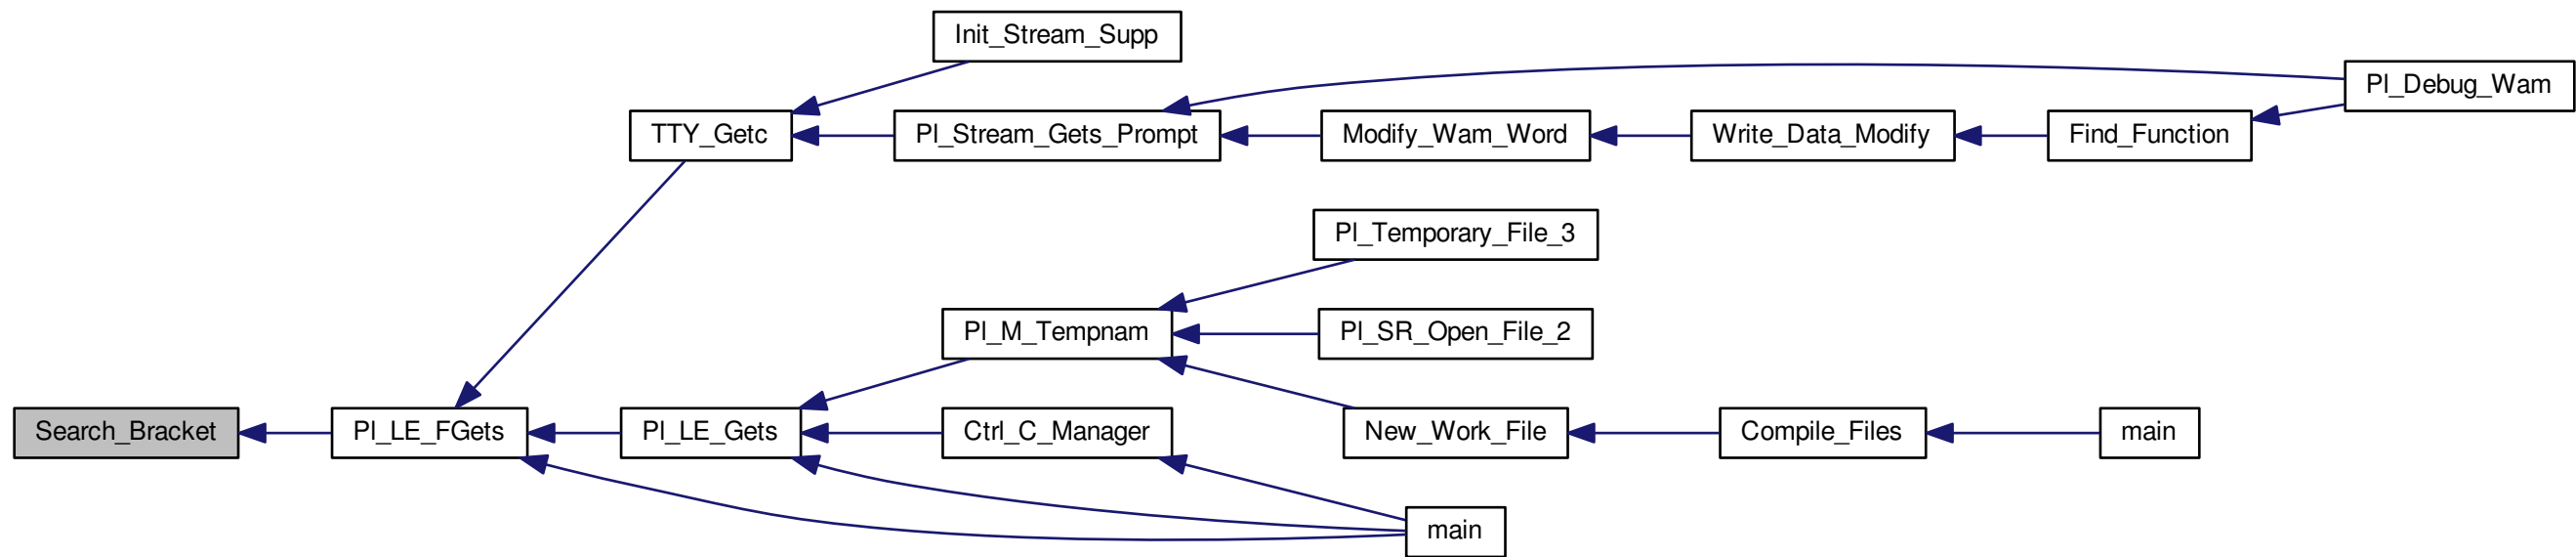 Init_Stream_Supp
Pl_Debug_Wam
TTY_Getc
Pl_Stream_Gets_Prompt
Modify_Wam_Word
Write_Data_Modify
Find_Function
Pl_Temporary_File_3
Pl_M_Tempnam
Pl_SR_Open_File_2
Search_Bracket
Pl_LE_FGets
Pl_LE_Gets
Ctrl_C_Manager
New_Work_File
Compile_Files
main
main